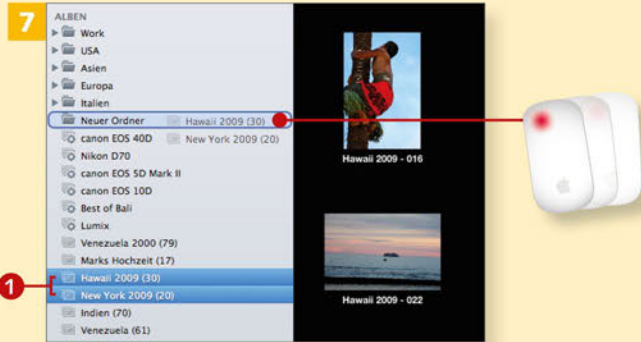 7
ALBEN
Work
USA
Asien
Europa
Italien
Neuer Ordner
Hawaii 2009 (30)
canon EOS 40D
New York 2009 (20)
Nikon D70
canon EOS 5D Mark II
canon EOS 10D
Best of Bali
Lumix
Venezuela 2000 (79)
Marks Hochzeit (17)
1
Hawaii 2009 (30)
New York 2009 (20)
Indien (70)
Venezuela (61)
Hawaii 2009 - 016
Hawaii 2009 - 022